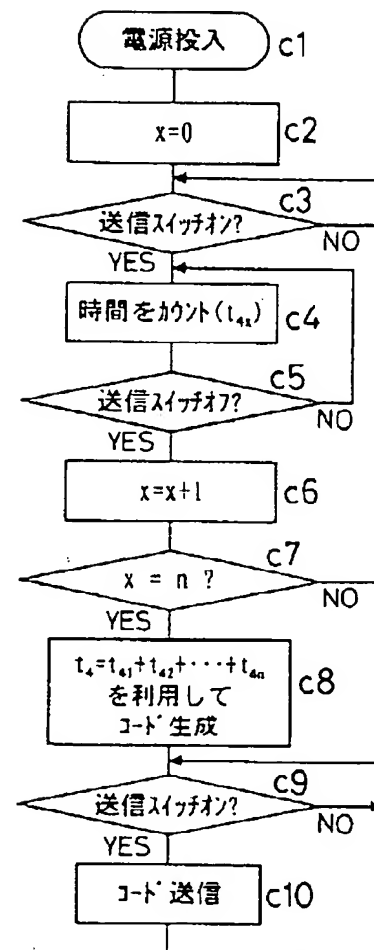 電源投入 c1
x=0 c2
c3
送信スイッチオン?
YES NO
時間をカウント(t₄ₓ) c4
c5
送信スイッチオフ?
YES NO
x=x+1 c6
c7
x = n ?
YES NO
t₄=t₄₁+t₄₂+···+t₄ₙ
を利用して c8
コード生成
c9
送信スイッチオン?
YES NO
コード送信 c10